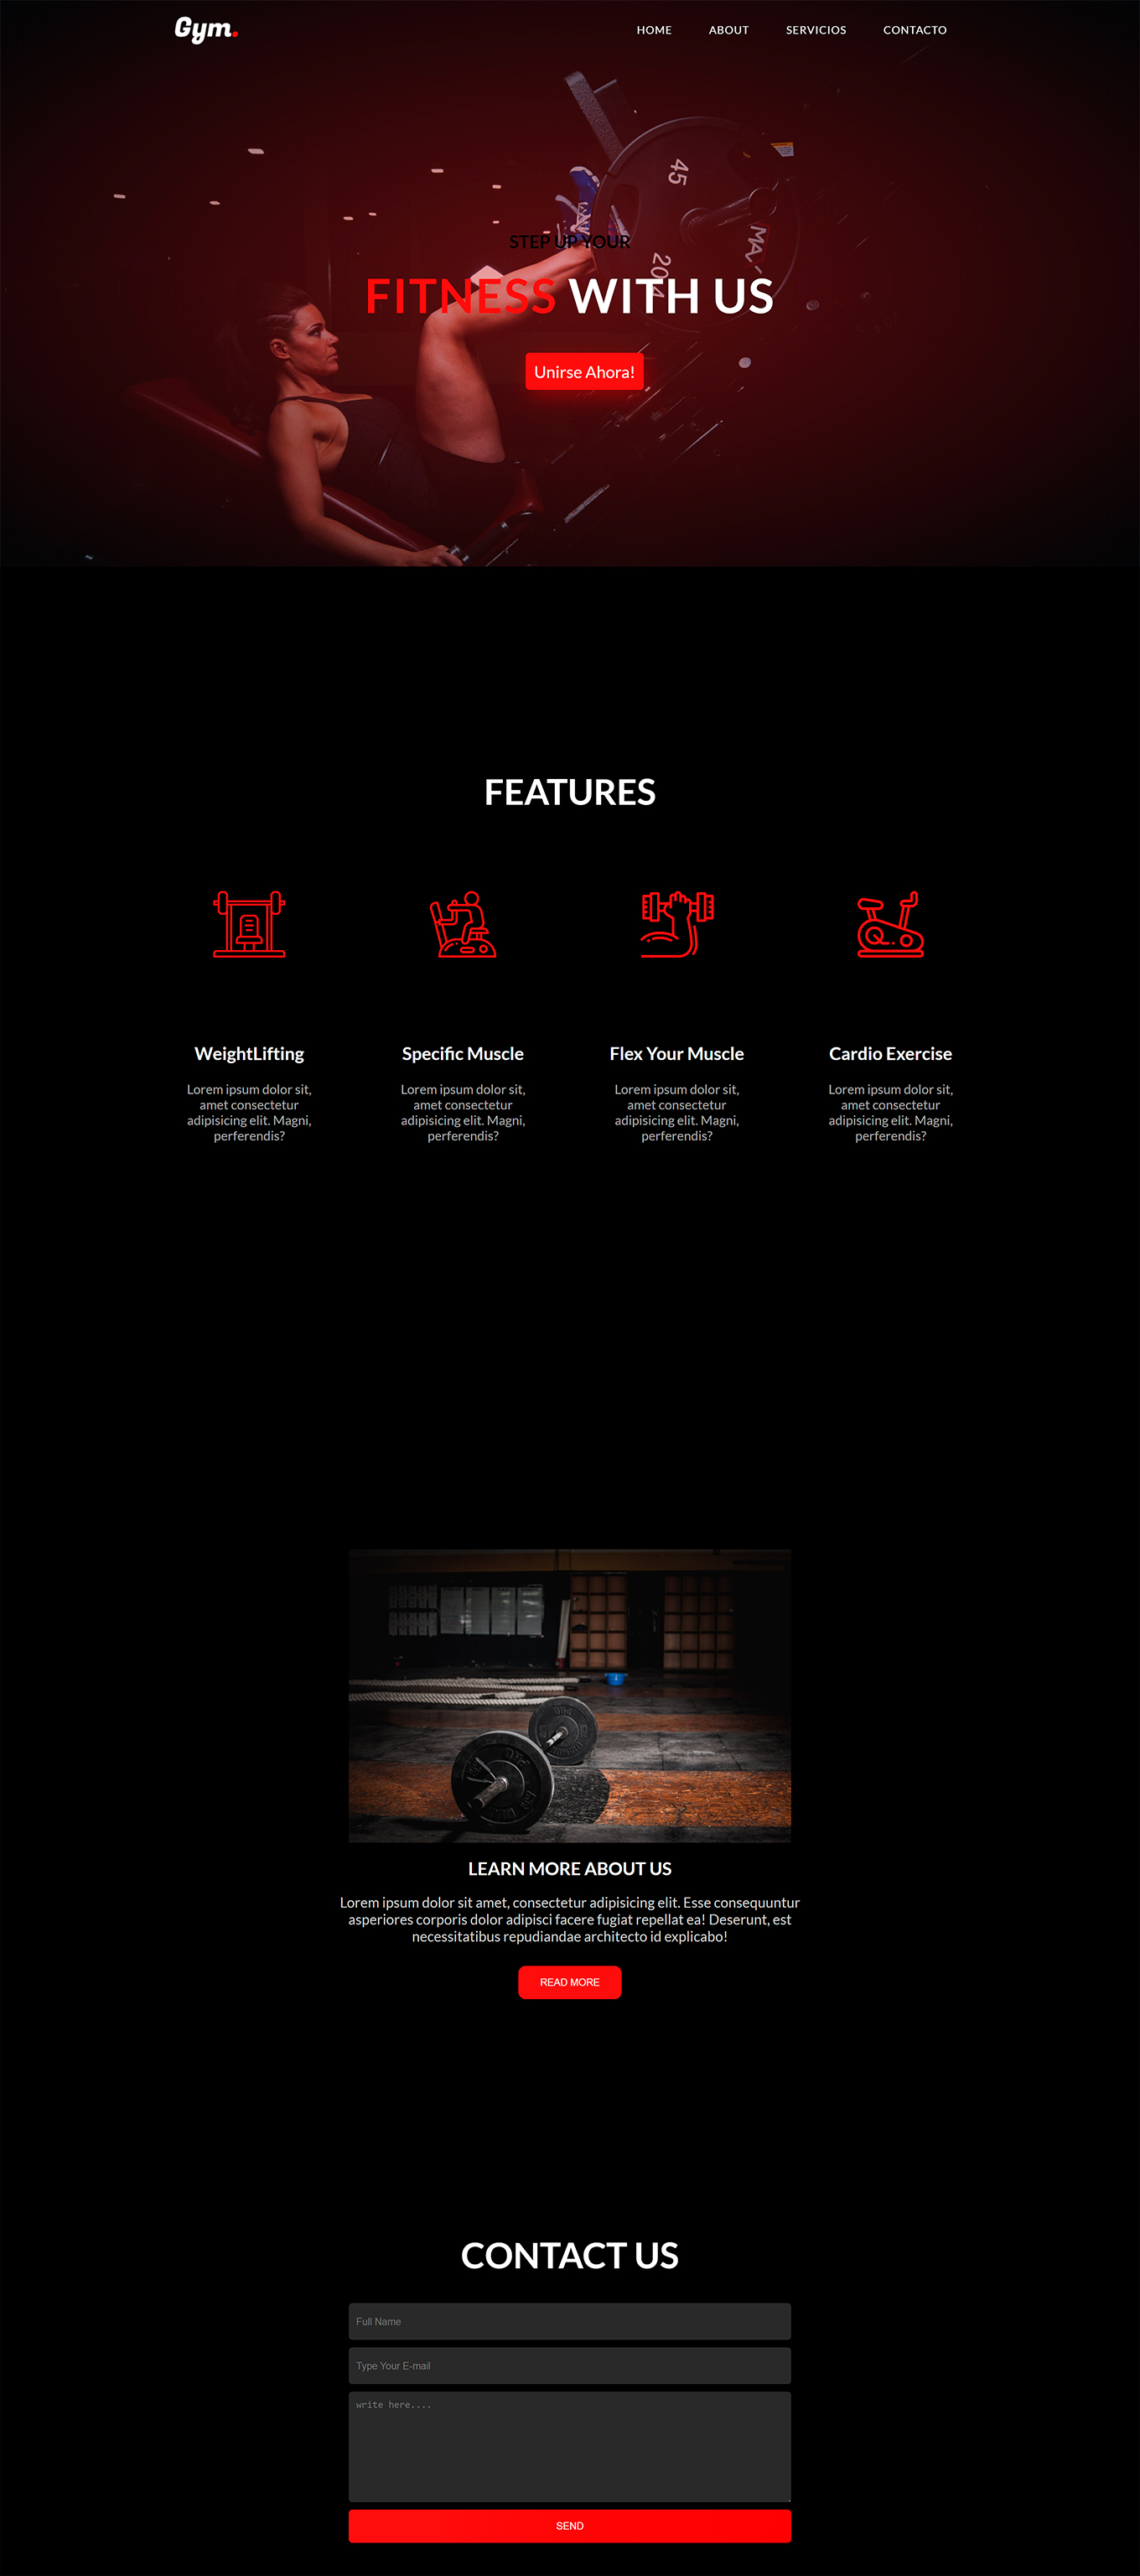 Gym.
HOME ABOUT SERVICIOS CONTACTO
45
STEP UP YOUR
FITNESS WITH US
Unirse Ahora!
FEATURES
WeightLifting
Lorem ipsum dolor sit,
amet consectetur
adipisicing elit. Magni,
perferendis?
Specific Muscle
Lorem ipsum dolor sit,
amet consectetur
adipisicing elit. Magni,
perferendis?
Flex Your Muscle
Lorem ipsum dolor sit,
amet consectetur
adipisicing elit. Magni,
perferendis?
Cardio Exercise
Lorem ipsum dolor sit,
amet consectetur
adipisicing elit. Magni,
perferendis?
LEARN MORE ABOUT US
Lorem ipsum dolor sit amet, consectetur adipisicing elit. Esse consequuntur
asperiores corporis dolor adipisci facere fugiat repellat ea! Deserunt, est
necessitatibus repudiandae architecto id explicabo!
READ MORE
CONTACT US
Full Name
Type Your E-mail
write here....
SEND